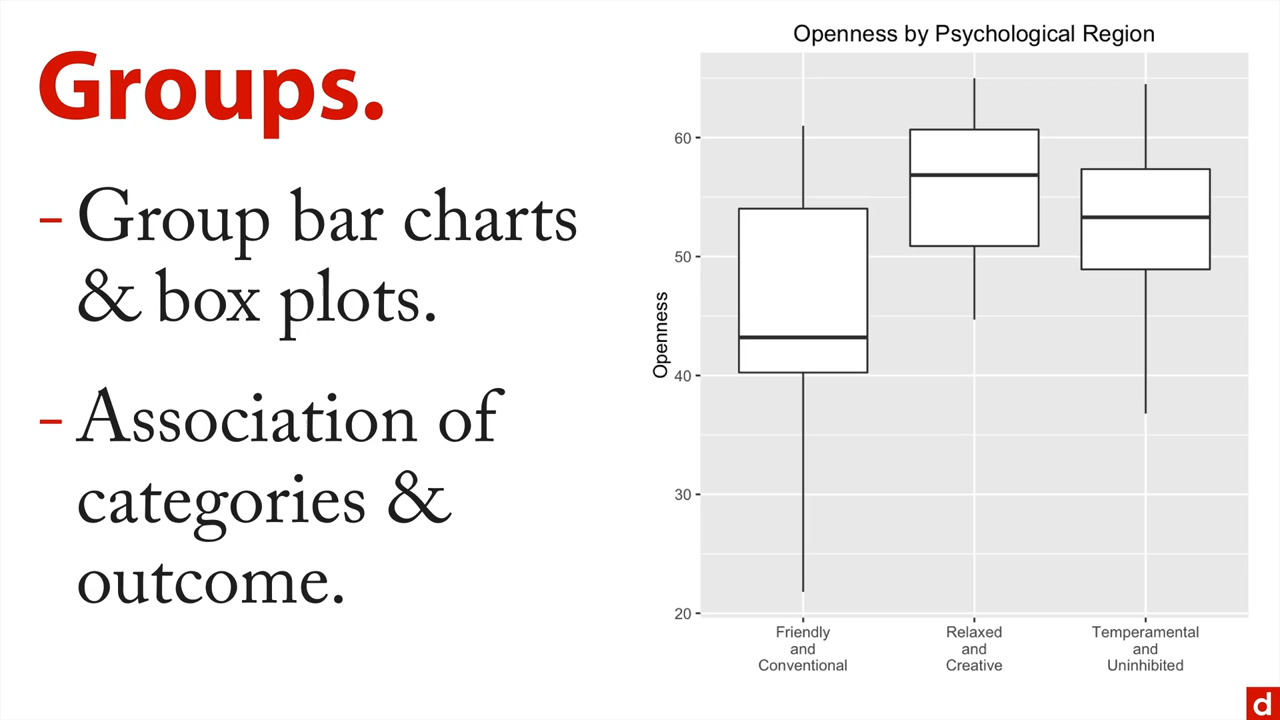 Groups.
- Group bar charts
& box plots.
- Association of
categories &
outcome.
Openness by Psychological Region
Openness
60
50
40
30
20
Friendly
and
Conventional
Relaxed
and
Creative
Temperamental
and
Uninhibited
d